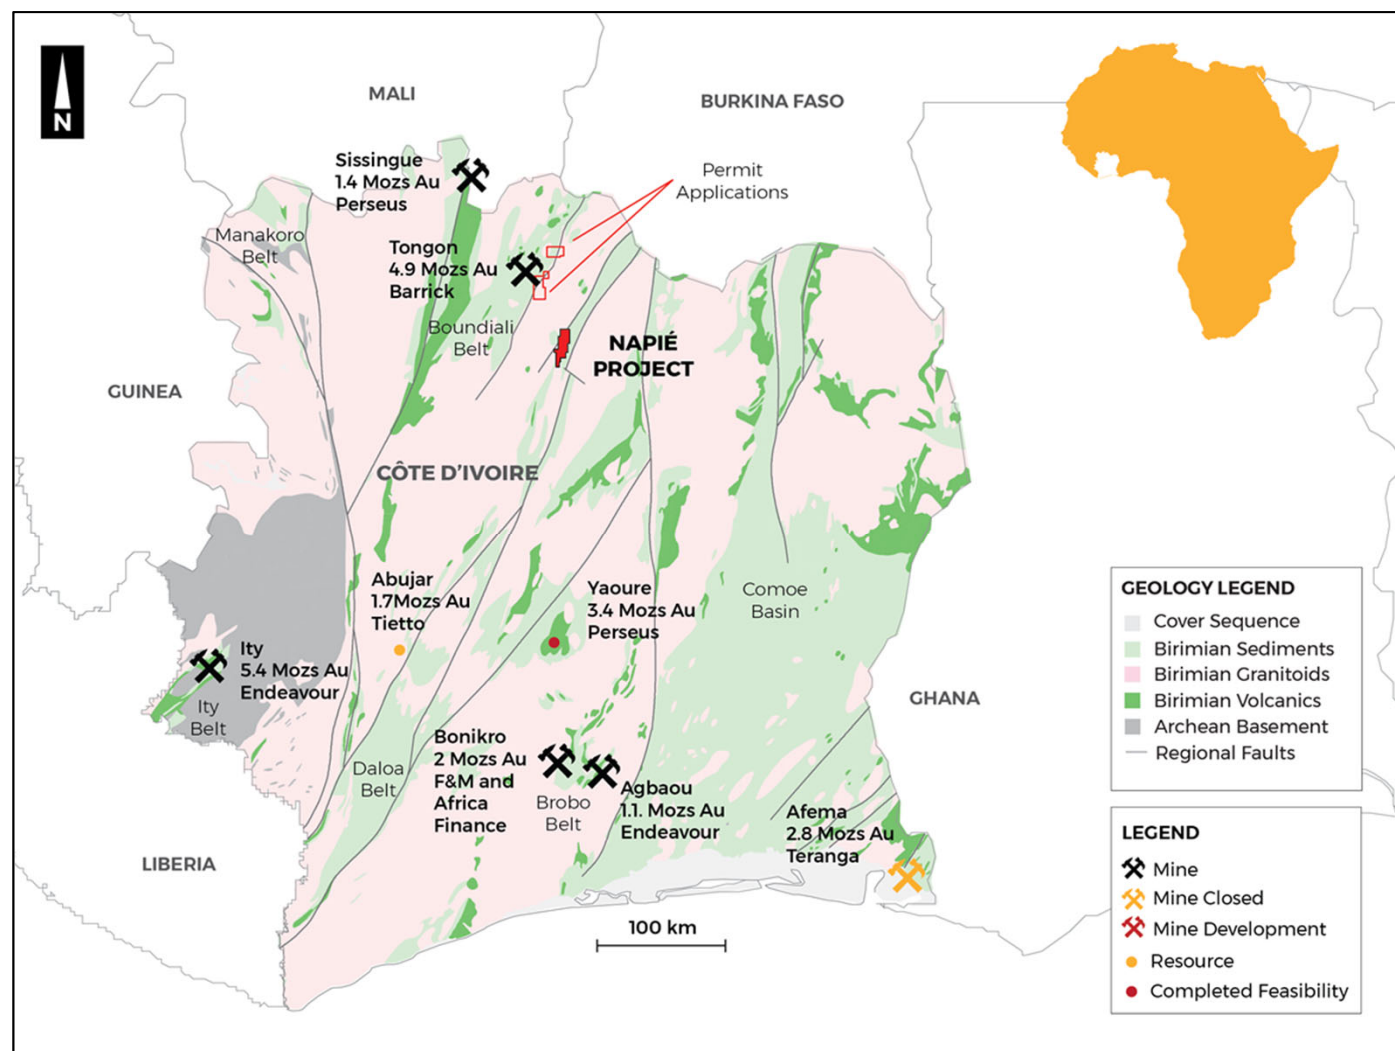 N
MALI
BURKINA FASO
Permit
Applications
Sissingue
1.4 Mozs Au
Perseus
Manakoro
Belt
Tongon
4.9 Mozs Au
Barrick
Boundiali
Belt
NAPIÉ
PROJECT
GUINEA
CÔTE D'IVOIRE
Abujar
1.7Mozs Au
Tietto
Yaoure
3.4 Mozs Au
Perseus
Comoe
Basin
Ity
5.4 Mozs Au
Endeavour
Ity
Belt
GHANA
Bonikro
2 Mozs Au
F&M and
Africa
Finance
Daloa
Belt
Brobo
Belt
Agbaou
1.1. Mozs Au
Endeavour
Afema
2.8 Mozs Au
Teranga
LIBERIA
100 km
GEOLOGY LEGEND
Cover Sequence
Birimian Sediments
Birimian Granitoids
Birimian Volcanics
Archean Basement
Regional Faults
LEGEND
Mine
Mine Closed
Mine Development
Resource
Completed Feasibility